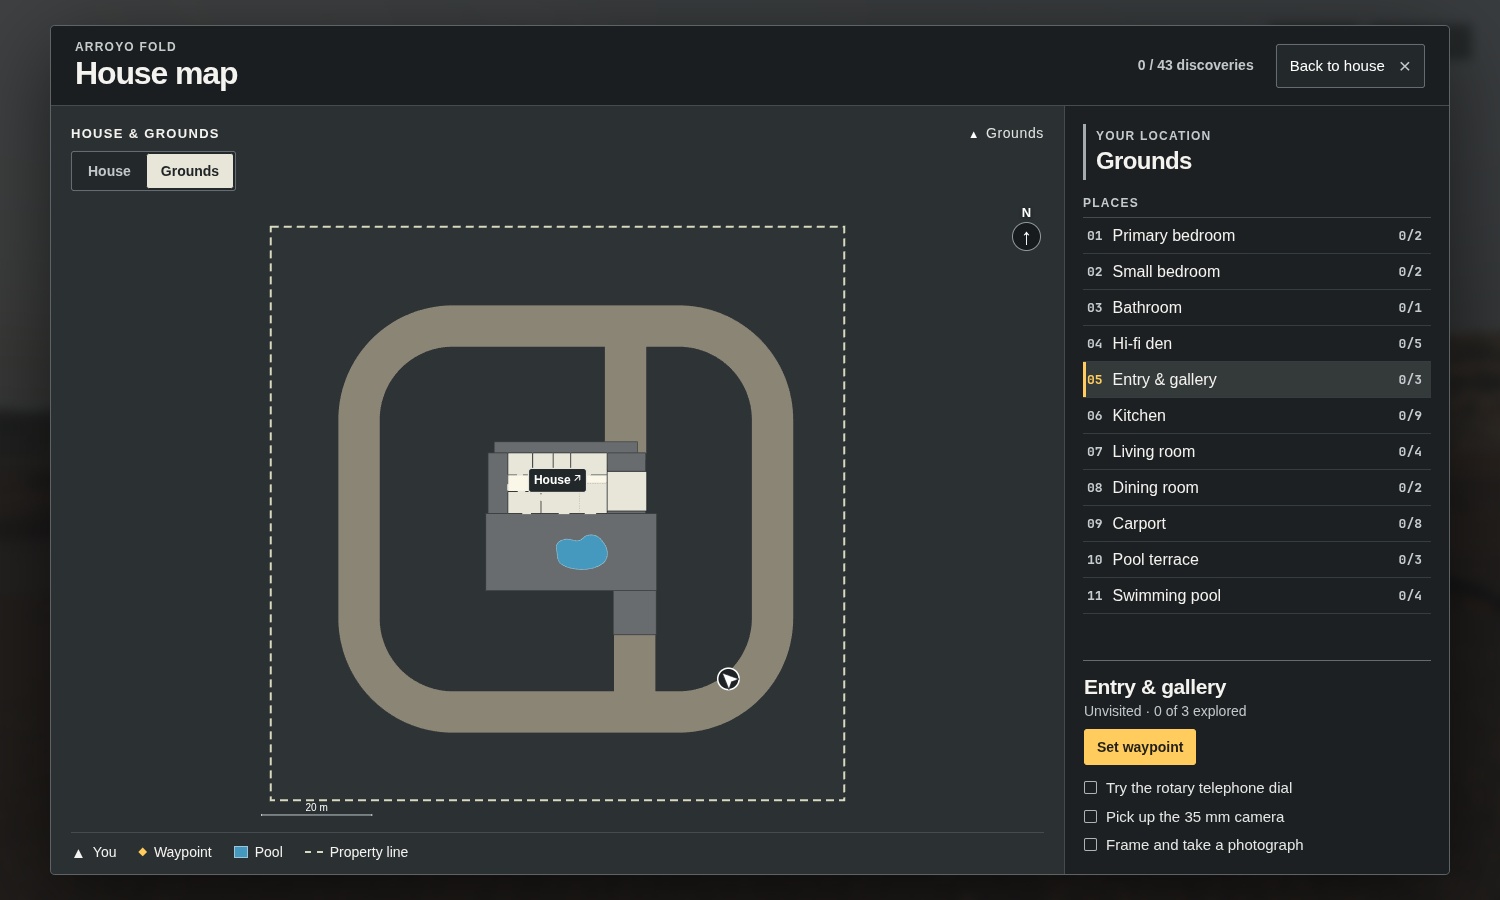 ARROYO FOLD
House map
0 / 43 discoveries
Back to house ×
HOUSE & GROUNDS
▲ Grounds
House
Grounds
N
House
20 m
▲ You
Waypoint
Pool
Property line
YOUR LOCATION
Grounds
PLACES
01 Primary bedroom 0/2
02 Small bedroom 0/2
03 Bathroom 0/1
04 Hi-fi den 0/5
05 Entry & gallery 0/3
06 Kitchen 0/9
07 Living room 0/4
08 Dining room 0/2
09 Carport 0/8
10 Pool terrace 0/3
11 Swimming pool 0/4
Entry & gallery
Unvisited · 0 of 3 explored
Set waypoint
Try the rotary telephone dial
Pick up the 35 mm camera
Frame and take a photograph